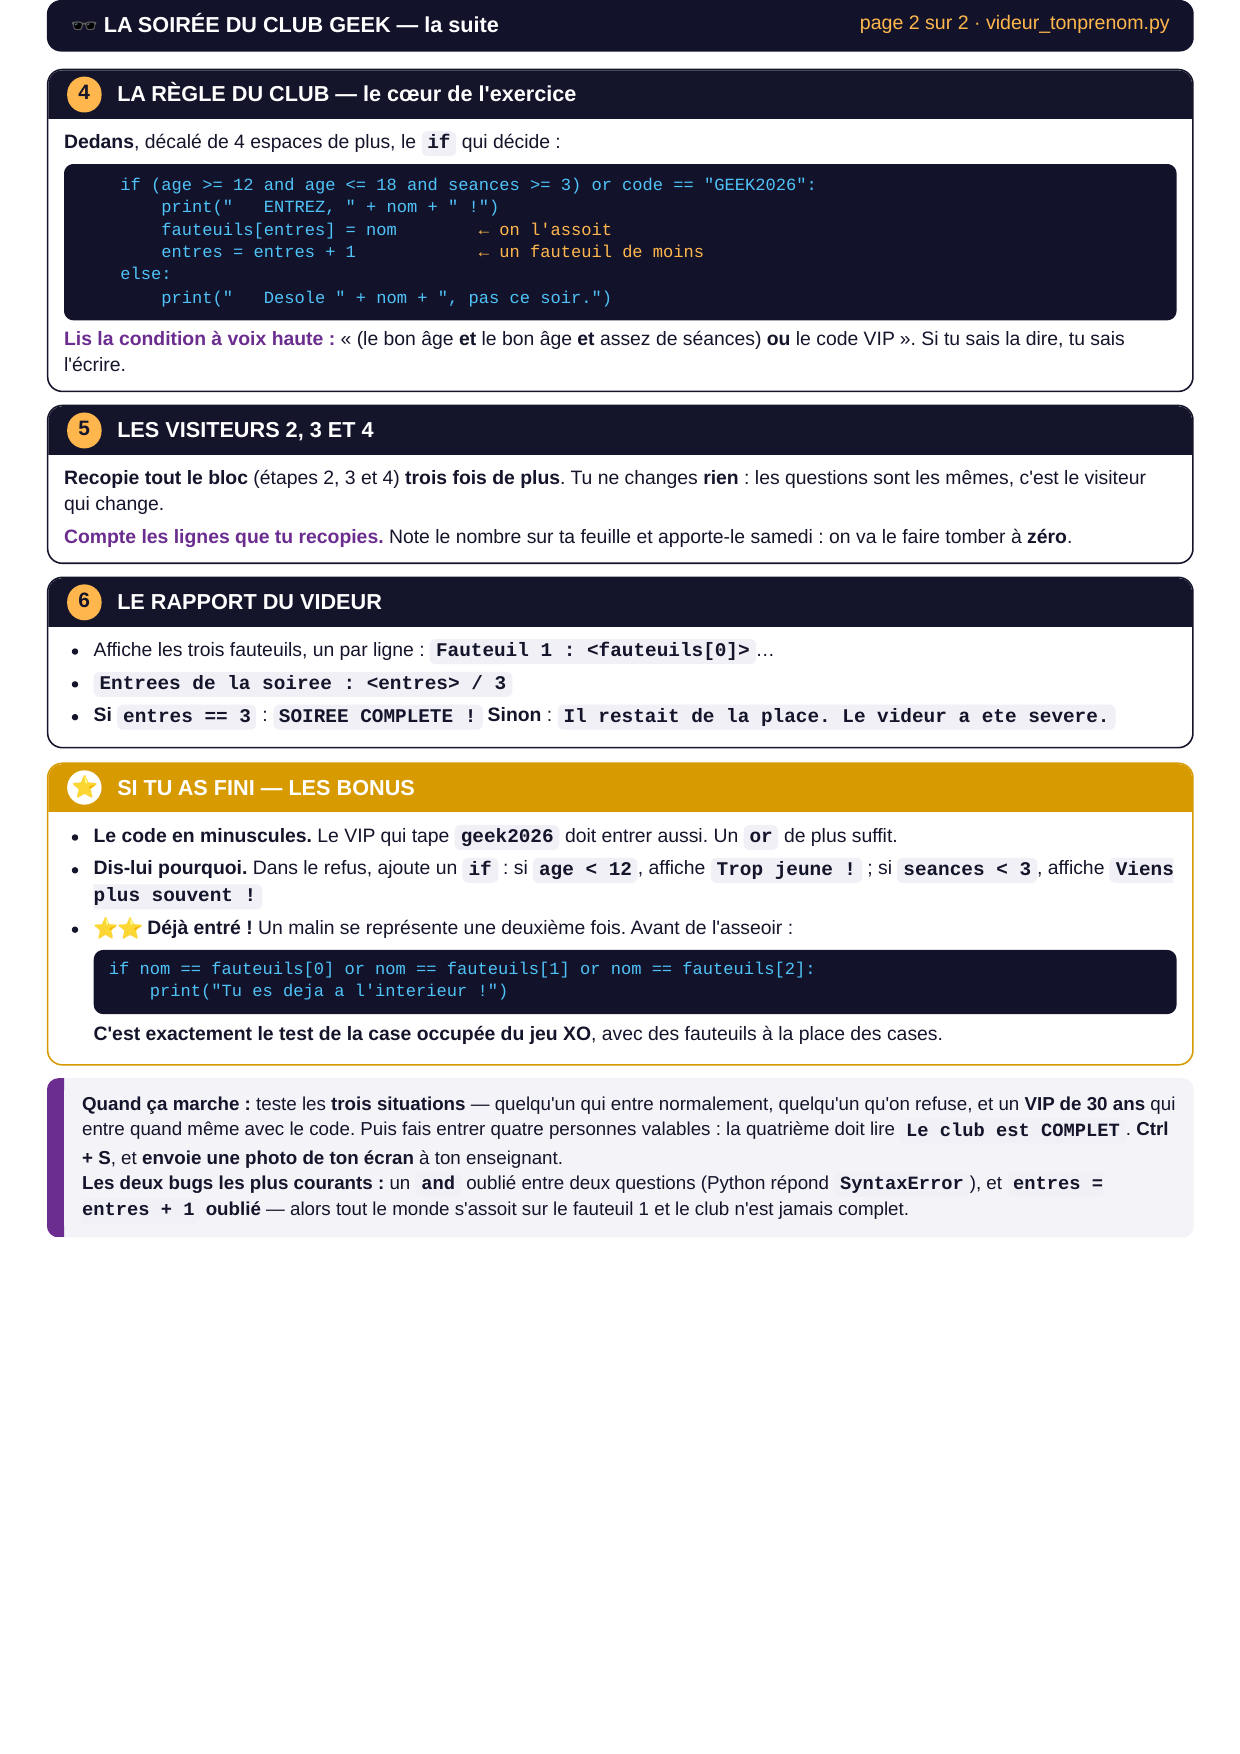 🕶️ LA SOIRÉE DU CLUB GEEK — la suite
page 2 sur 2 · videur_tonprenom.py
4 LA RÈGLE DU CLUB — le cœur de l'exercice
Dedans, décalé de 4 espaces de plus, le if qui décide :
if (age >= 12 and age <= 18 and seances >= 3) or code == "GEEK2026":
    print("   ENTREZ, " + nom + " !")
    fauteuils[entres] = nom        ← on l'assoit
    entres = entres + 1            ← un fauteuil de moins
else:
    print("   Desole " + nom + ", pas ce soir.")
Lis la condition à voix haute : « (le bon âge et le bon âge et assez de séances) ou le code VIP ». Si tu sais la dire, tu sais
l'écrire.
5 LES VISITEURS 2, 3 ET 4
Recopie tout le bloc (étapes 2, 3 et 4) trois fois de plus. Tu ne changes rien : les questions sont les mêmes, c'est le visiteur
qui change.
Compte les lignes que tu recopies. Note le nombre sur ta feuille et apporte-le samedi : on va le faire tomber à zéro.
6 LE RAPPORT DU VIDEUR
• Affiche les trois fauteuils, un par ligne : Fauteuil 1 : <fauteuils[0]>…
• Entrees de la soiree : <entres> / 3
• Si entres == 3 : SOIREE COMPLETE ! Sinon : Il restait de la place. Le videur a ete severe.
⭐ SI TU AS FINI — LES BONUS
• Le code en minuscules. Le VIP qui tape geek2026 doit entrer aussi. Un or de plus suffit.
• Dis-lui pourquoi. Dans le refus, ajoute un if : si age < 12, affiche Trop jeune ! ; si seances < 3, affiche Viens
plus souvent !
• ⭐⭐ Déjà entré ! Un malin se représente une deuxième fois. Avant de l'asseoir :
if nom == fauteuils[0] or nom == fauteuils[1] or nom == fauteuils[2]:
    print("Tu es deja a l'interieur !")
C'est exactement le test de la case occupée du jeu XO, avec des fauteuils à la place des cases.
Quand ça marche : teste les trois situations — quelqu'un qui entre normalement, quelqu'un qu'on refuse, et un VIP de 30 ans qui
entre quand même avec le code. Puis fais entrer quatre personnes valables : la quatrième doit lire Le club est COMPLET. Ctrl
+ S, et envoie une photo de ton écran à ton enseignant.
Les deux bugs les plus courants : un and oublié entre deux questions (Python répond SyntaxError), et entres =
entres + 1 oublié — alors tout le monde s'assoit sur le fauteuil 1 et le club n'est jamais complet.